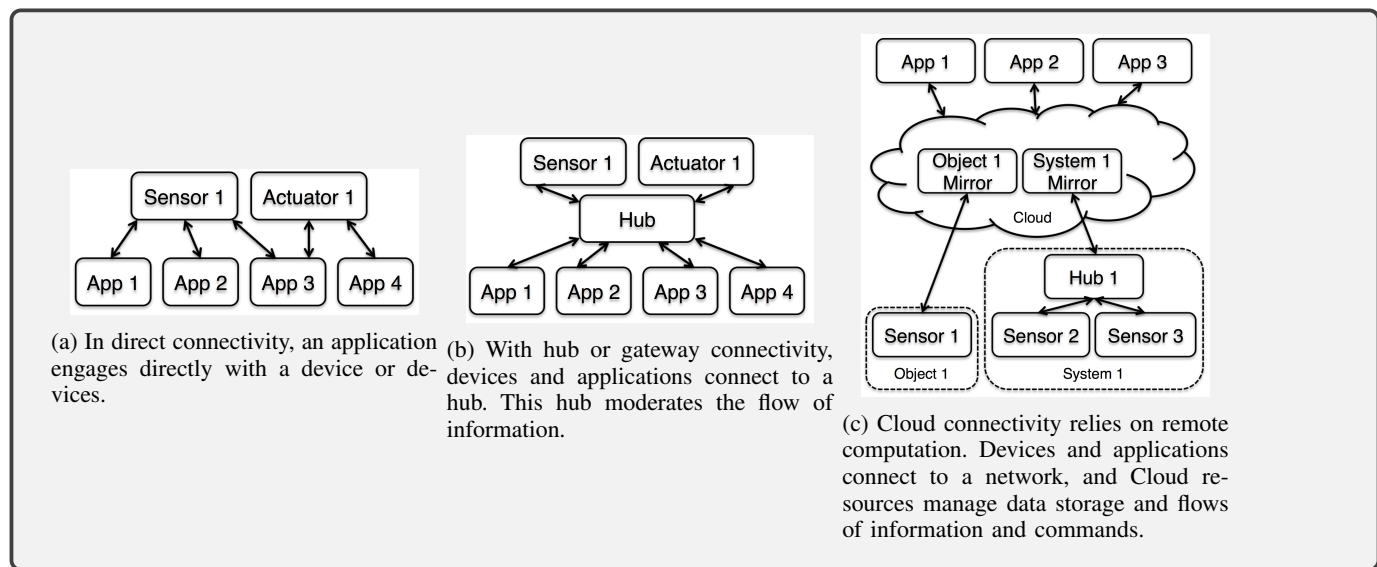 Sensor 1 Actuator 1
App 1 App 2 App 3 App 4
(a) In direct connectivity, an application
engages directly with a device or de-
vices.
Sensor 1 Actuator 1
Hub
App 1 App 2 App 3 App 4
(b) With hub or gateway connectivity,
devices and applications connect to a
hub. This hub moderates the flow of
information.
App 1 App 2 App 3
Object 1
Mirror
System 1
Mirror
Cloud
Hub 1
Sensor 1 Sensor 2 Sensor 3
Object 1 System 1
(c) Cloud connectivity relies on remote
computation. Devices and applications
connect to a network, and Cloud re-
sources manage data storage and flows
of information and commands.